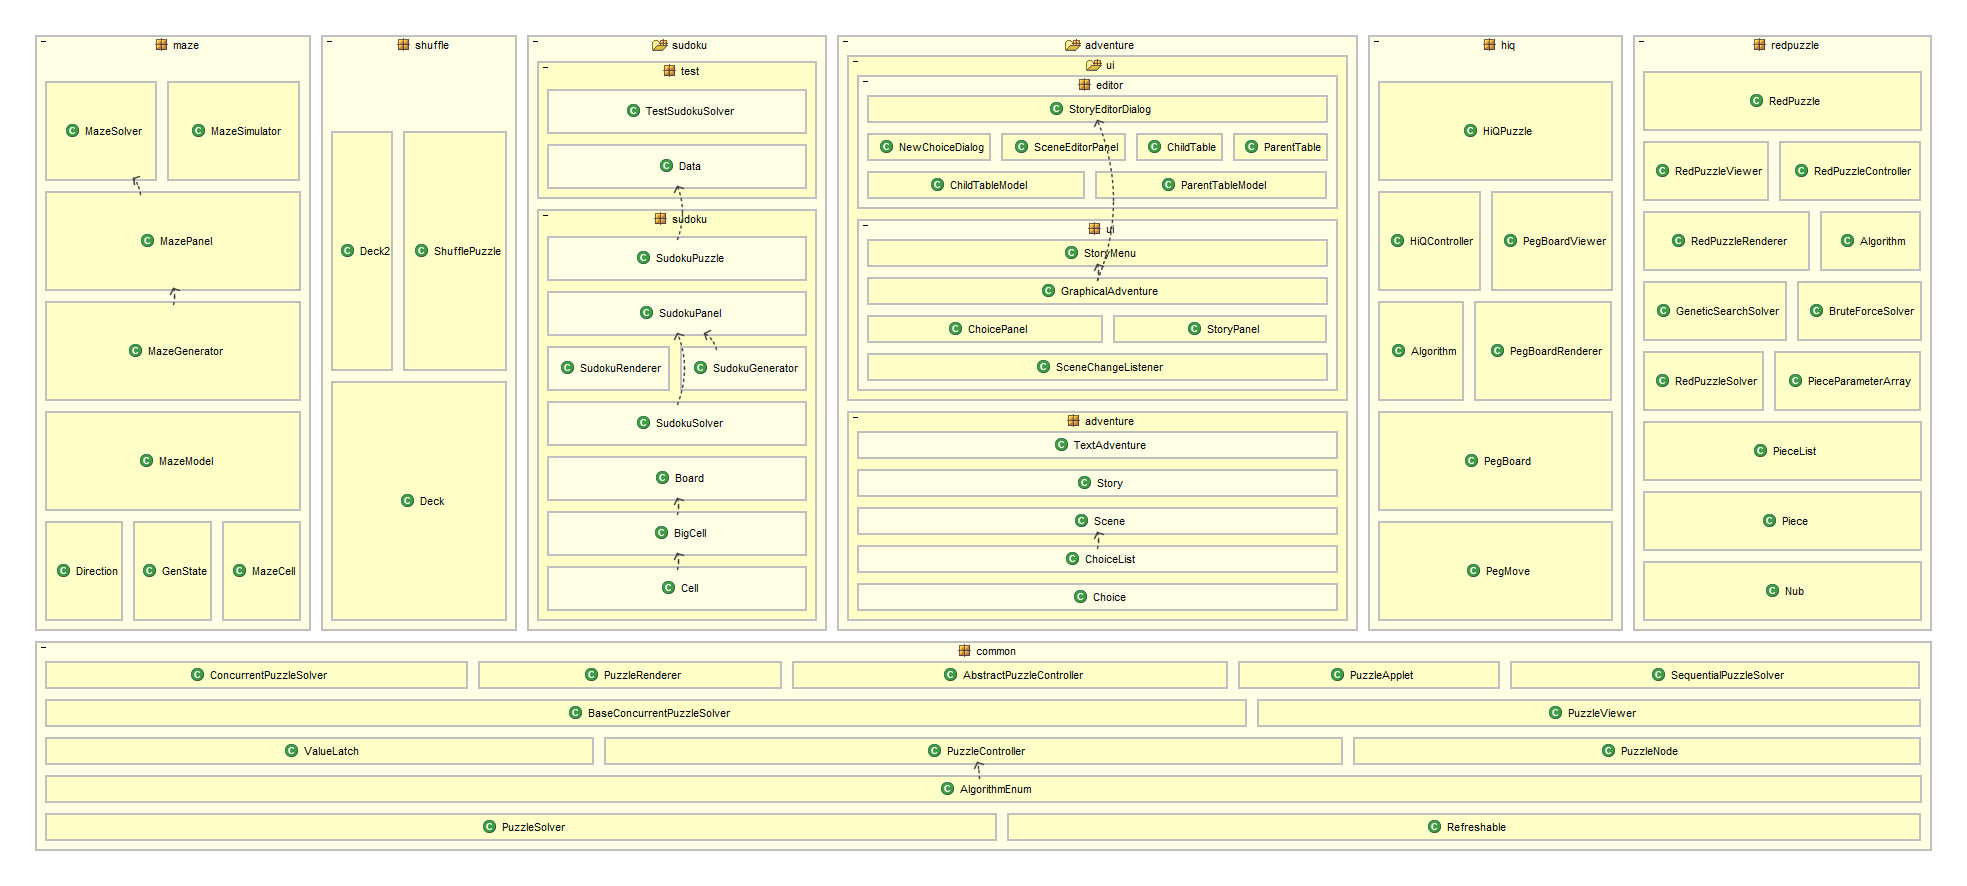 maze
MazeSolver
MazeSimulator
MazePanel
MazeGenerator
MazeModel
Direction
GenState
MazeCell
shuffle
Deck2
ShufflePuzzle
Deck
sudoku
test
TestSudokuSolver
Data
sudoku
SudokuPuzzle
SudokuPanel
SudokuRenderer
SudokuGenerator
SudokuSolver
Board
BigCell
Cell
adventure
ui
editor
StoryEditorDialog
NewChoiceDialog
SceneEditorPanel
ChildTable
ParentTable
ChildTableModel
ParentTableModel
ui
StoryMenu
GraphicalAdventure
ChoicePanel
StoryPanel
SceneChangeListener
adventure
TextAdventure
Story
Scene
ChoiceList
Choice
hiq
HiQPuzzle
HiQController
PegBoardViewer
Algorithm
PegBoardRenderer
PegBoard
PegMove
redpuzzle
RedPuzzle
RedPuzzleViewer
RedPuzzleController
RedPuzzleRenderer
Algorithm
GeneticSearchSolver
BruteForceSolver
RedPuzzleSolver
PieceParameterArray
PieceList
Piece
Nub
common
ConcurrentPuzzleSolver
PuzzleRenderer
AbstractPuzzleController
PuzzleApplet
SequentialPuzzleSolver
BaseConcurrentPuzzleSolver
PuzzleViewer
ValueLatch
PuzzleController
PuzzleNode
AlgorithmEnum
PuzzleSolver
Refreshable